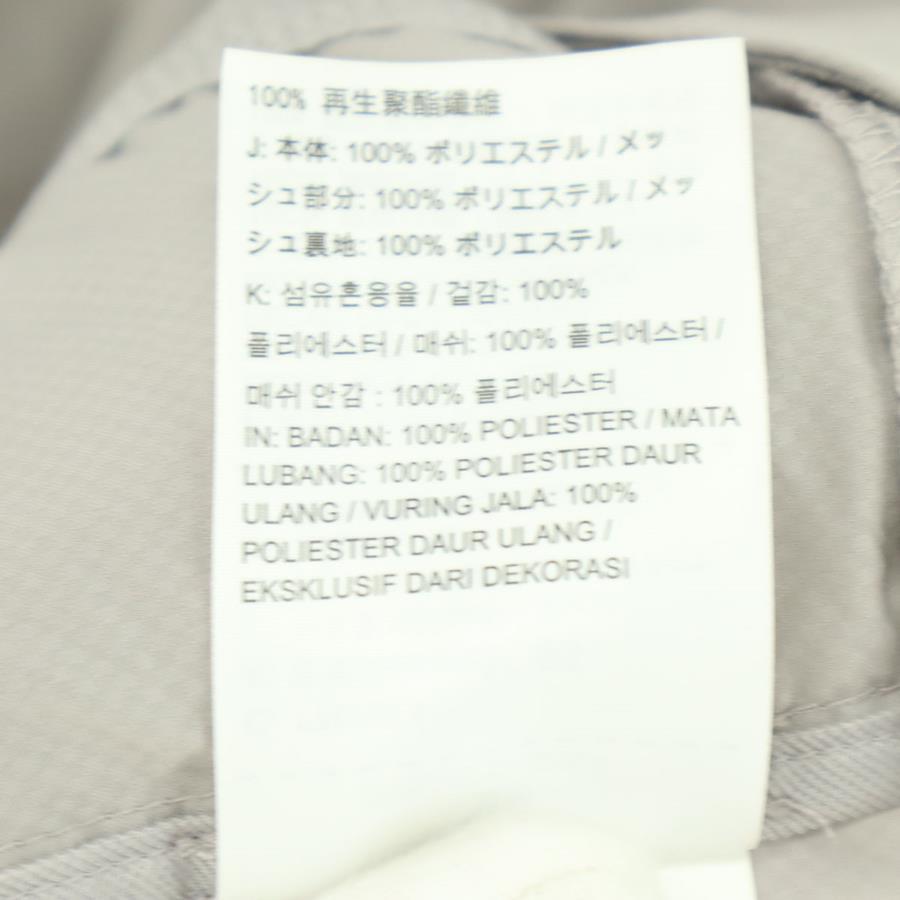 100% 再生聚酯纖維
J: 本体: 100% ポリエステル / メッ
シュ部分: 100% ポリエステル / メッ
シュ裏地: 100% ポリエステル
K: 섬유혼용율 / 겉감: 100%
폴리에스터 / 매쉬: 100% 폴리에스터 /
매쉬 안감 : 100% 폴리에스터
IN: BADAN: 100% POLIESTER / MATA
LUBANG: 100% POLIESTER DAUR
ULANG / VURING JALA: 100%
POLIESTER DAUR ULANG /
EKSKLUSIF DARI DEKORASI